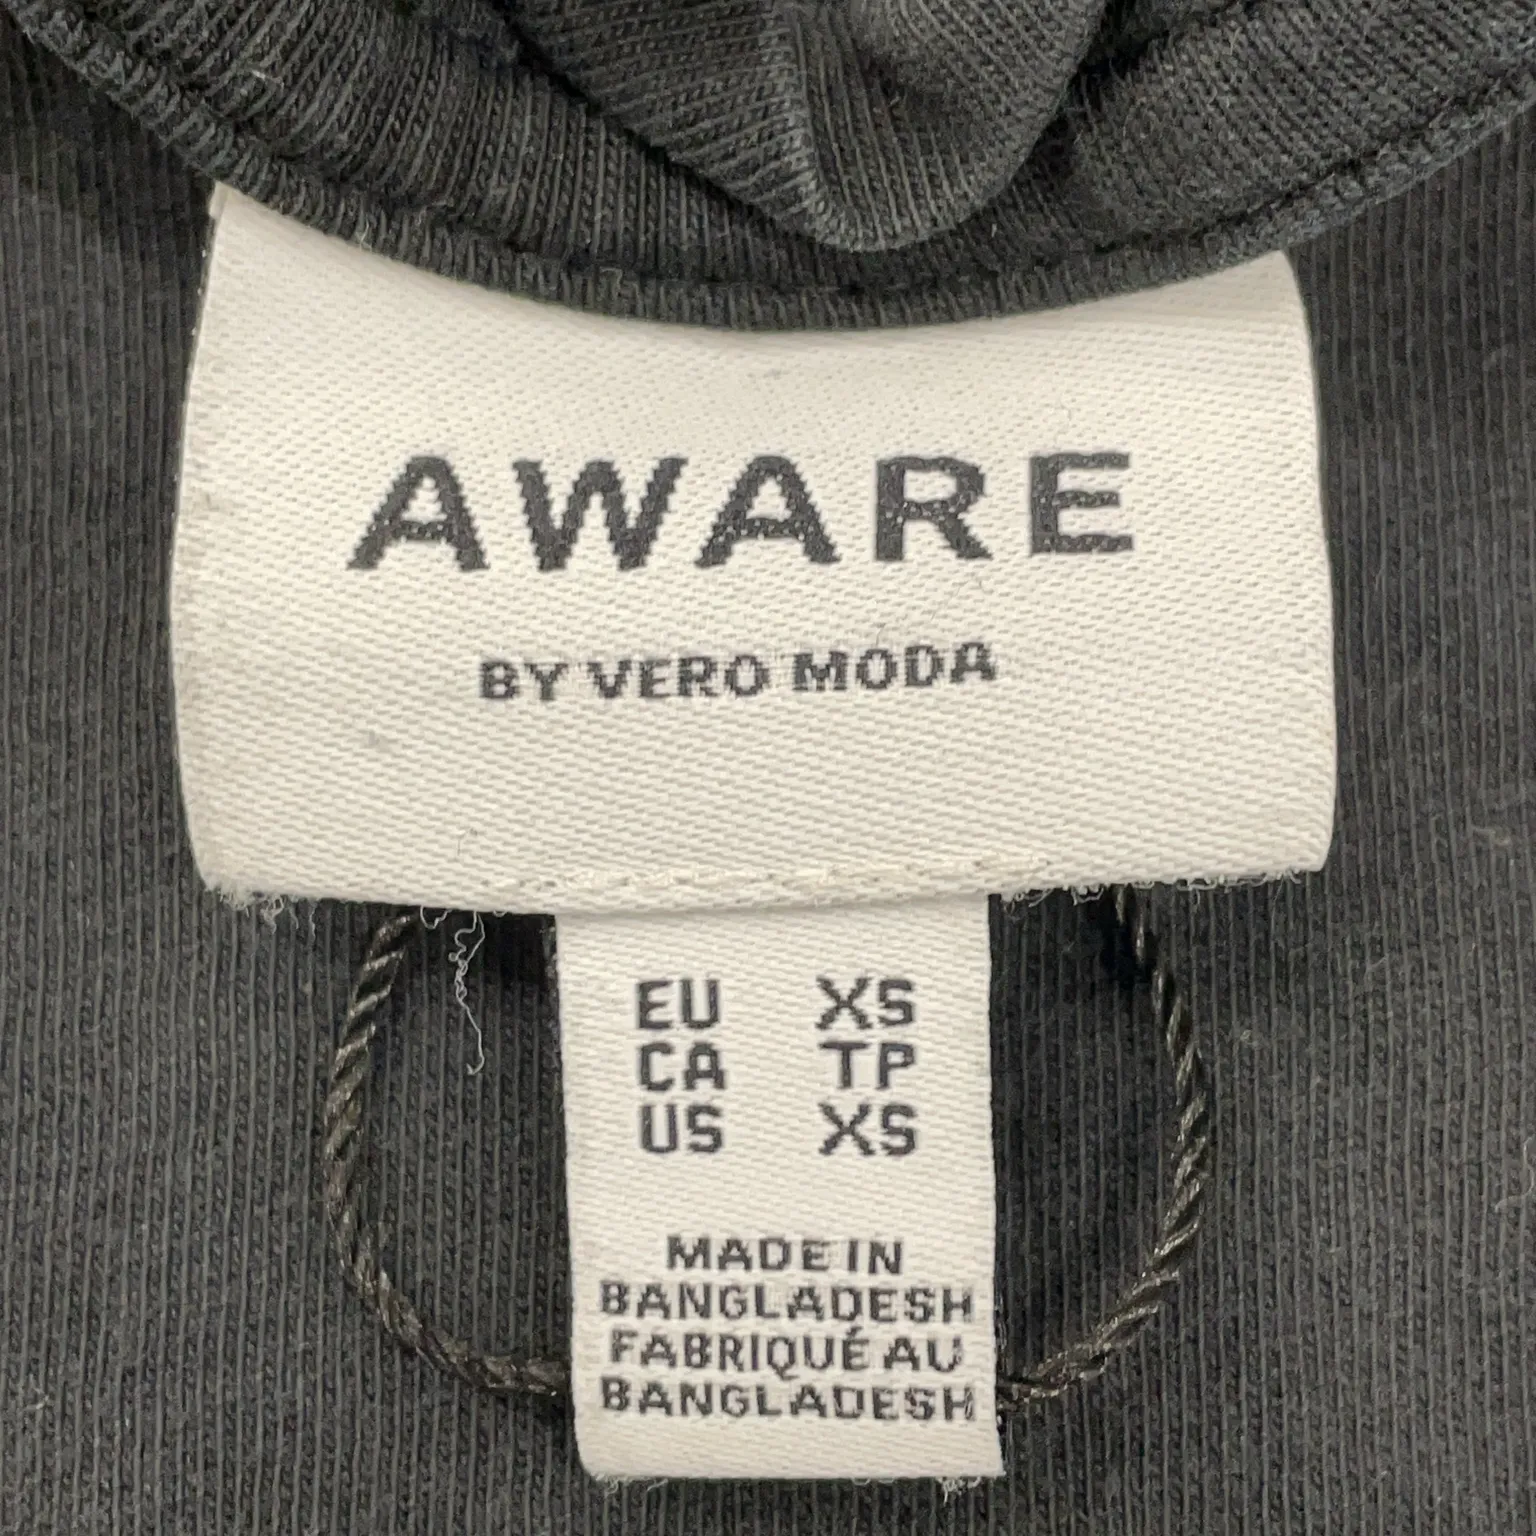 AWARE
BY VERO MODA
EU XS
CA TP
US XS
MADE IN
BANGLADESH
FABRIQUÉ AU
BANGLADESH